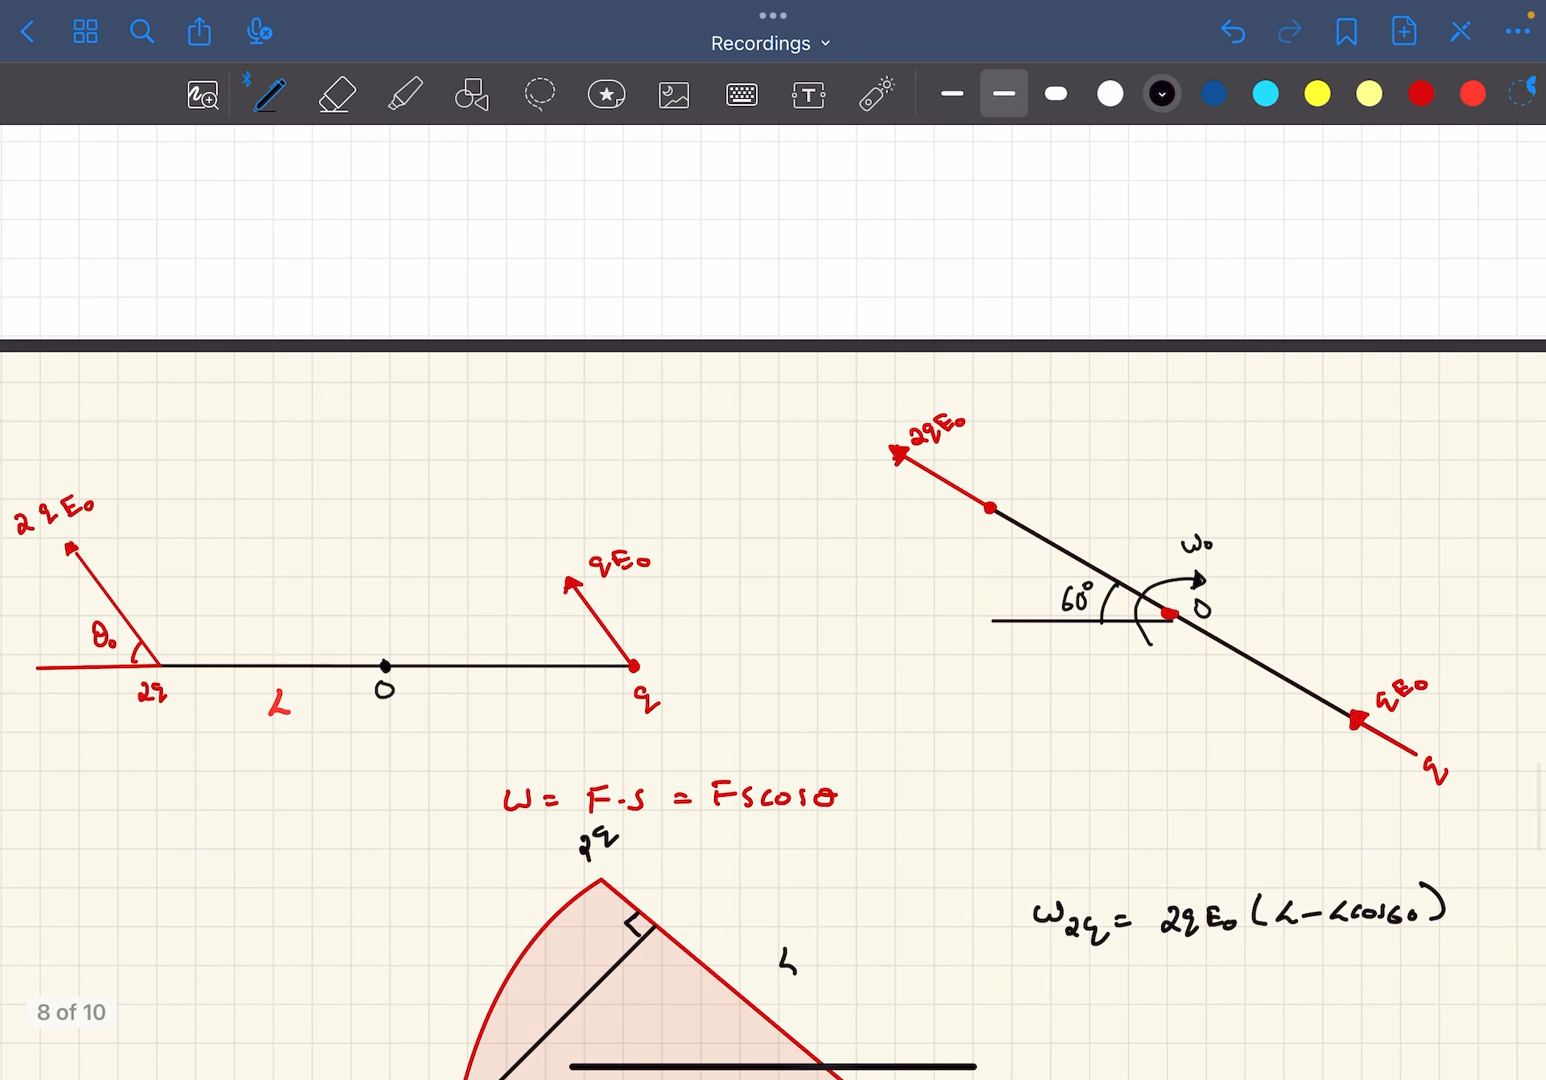 Recordings
T
2qE₀
2qE₀
ω₀
qE₀
60°
O
θ₀
2q
L
O
q
qE₀
q
W = F·S = FScosθ
2q
W2q = 2qE₀ (L-Lcos60)
L
8 of 10